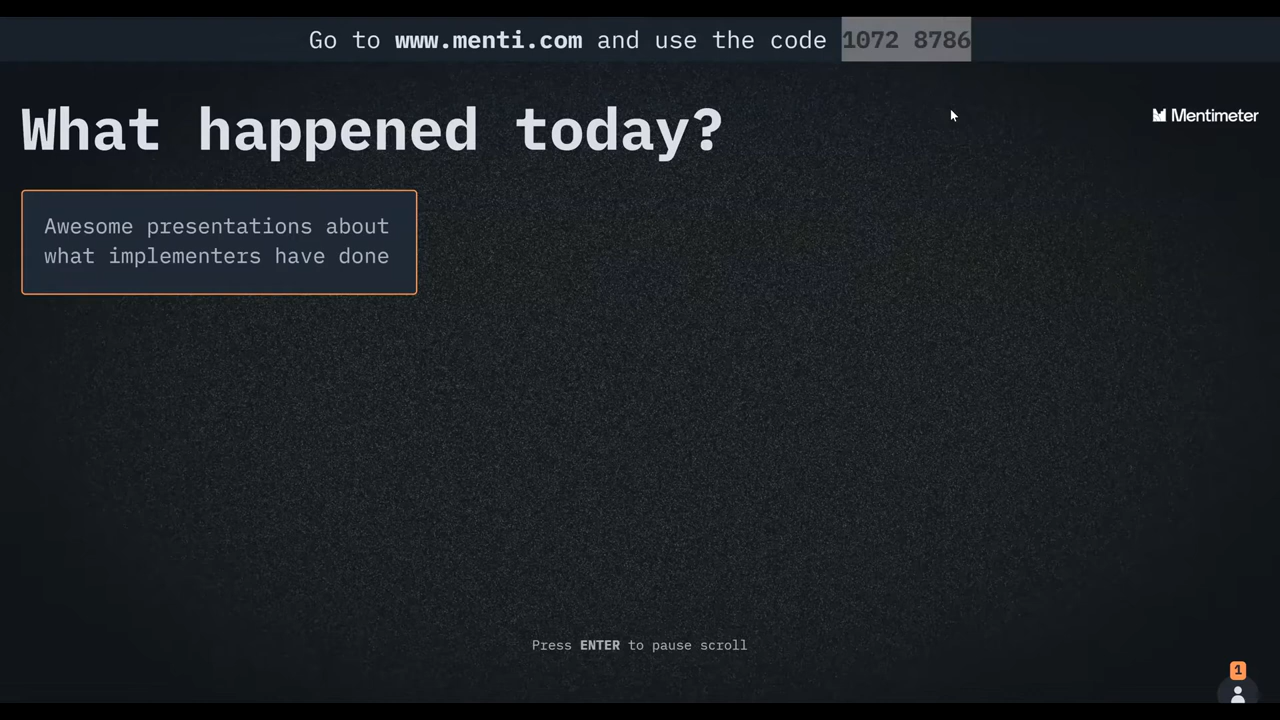 Go to www.menti.com and use the code 1072 8786
What happened today?
Mentimeter
Awesome presentations about
what implementers have done
Press ENTER to pause scroll
1